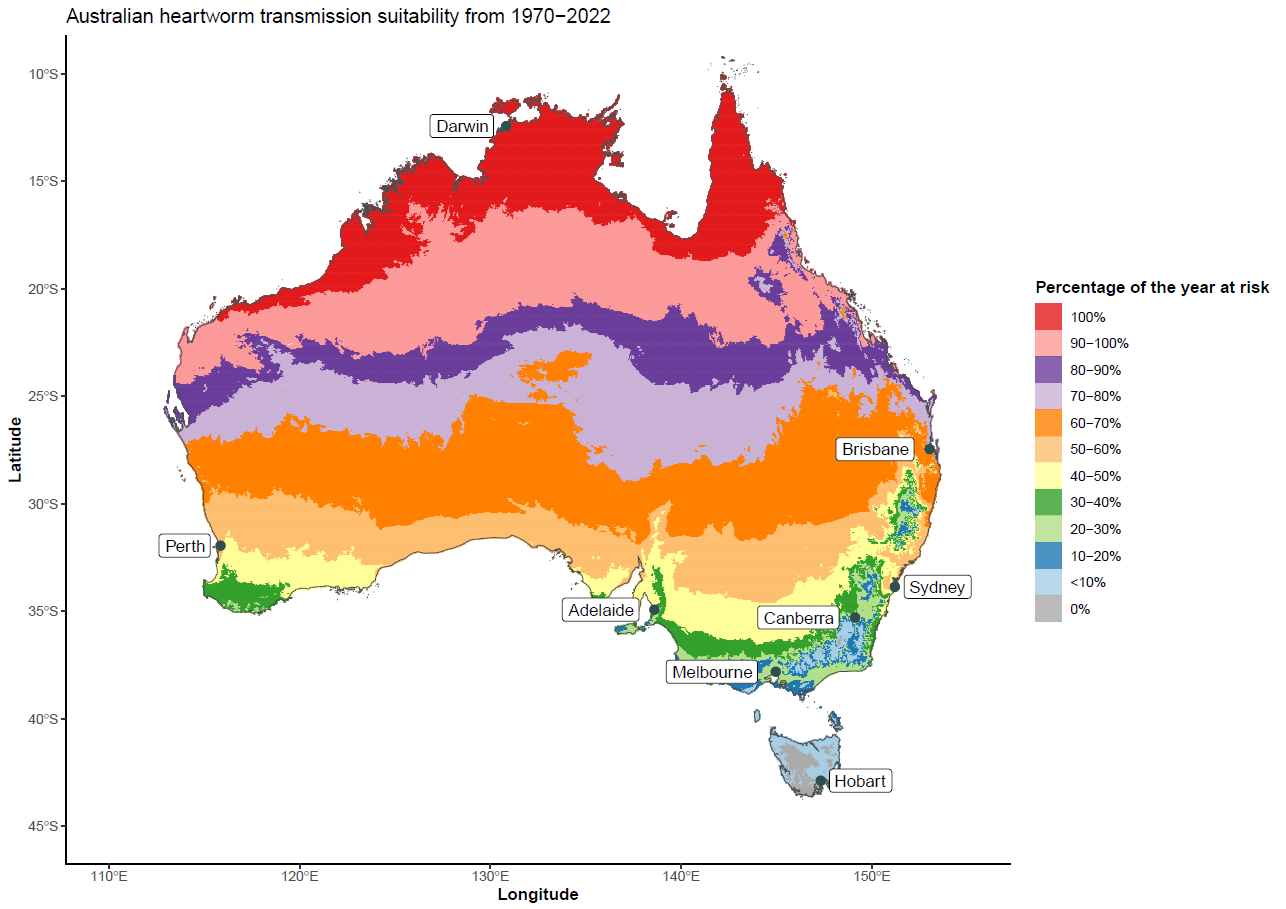 Australian heartworm transmission suitability from 1970−2022
10°S
15°S
20°S
25°S
30°S
35°S
40°S
45°S
Latitude
Darwin
Brisbane
Perth
Sydney
Adelaide
Canberra
Melbourne
Hobart
110°E
120°E
130°E
140°E
150°E
Longitude
Percentage of the year at risk
100%
90−100%
80−90%
70−80%
60−70%
50−60%
40−50%
30−40%
20−30%
10−20%
<10%
0%